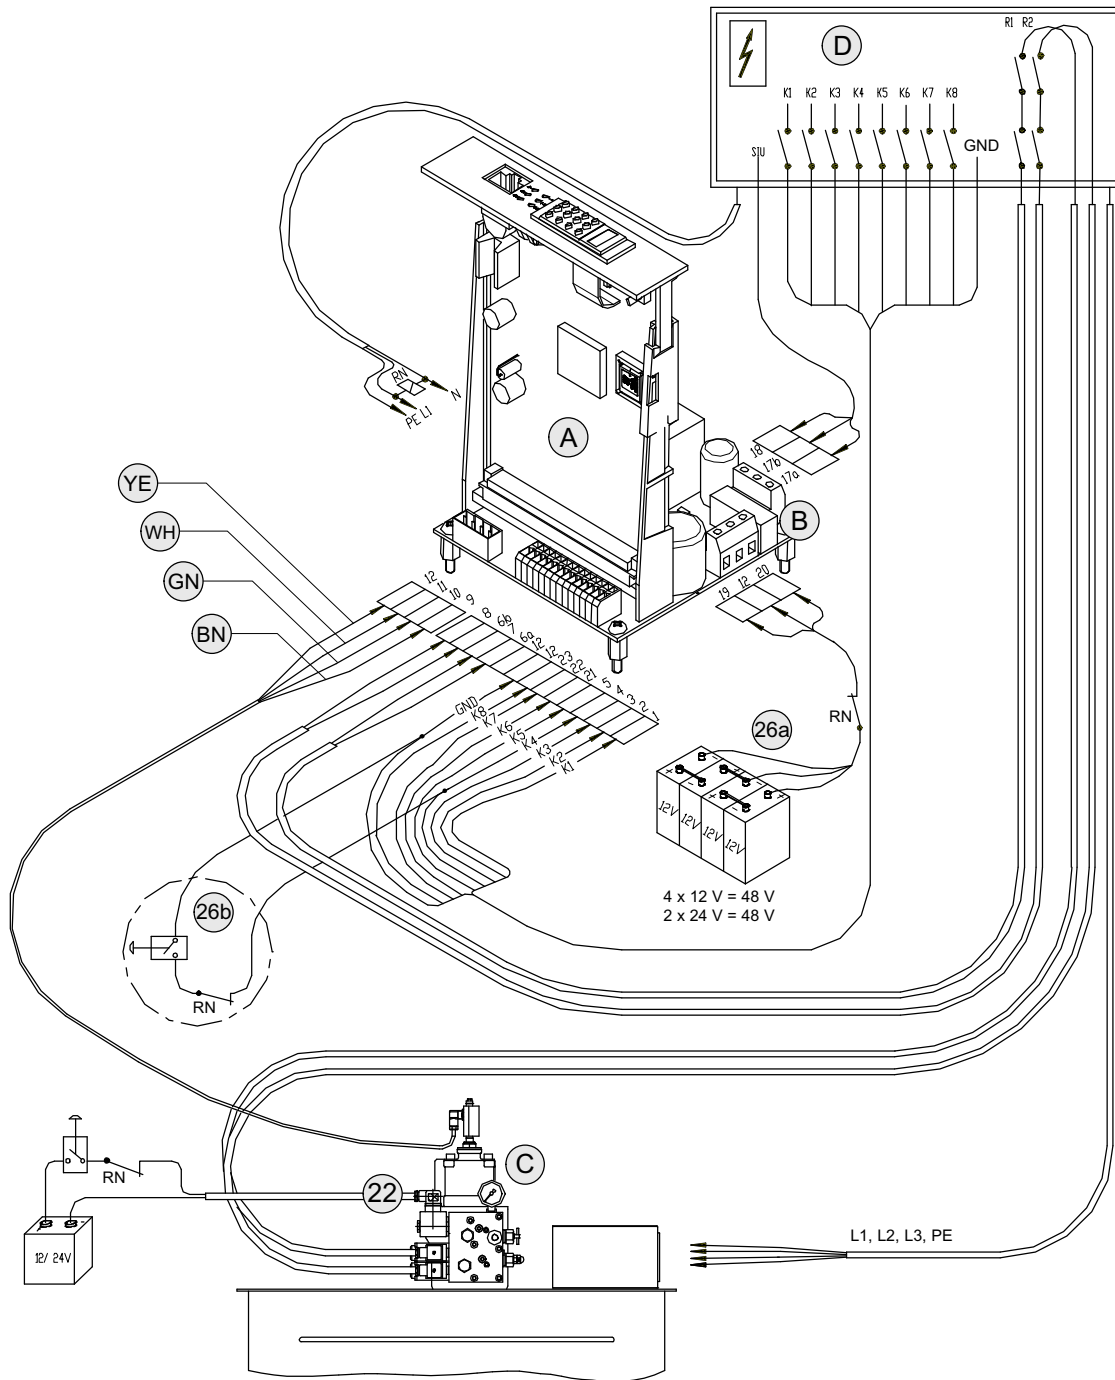 R1 R2
D
K1 K2 K3 K4 K5 K6 K7 K8
STU
GND
RN
N
PE L1
A
18
17b
17a
YE
B
WH
GN
BN
19 12 20
12
11
10
9
8
6b
7
6a
5
4
3
2
1
GND
K8
K7
K6
K5
K4
K3
K2
K1
RN
26a
12V 12V 12V 12V
4 x 12 V = 48 V
2 x 24 V = 48 V
26b
RN
C
RN
22
12/ 24V
L1, L2, L3, PE